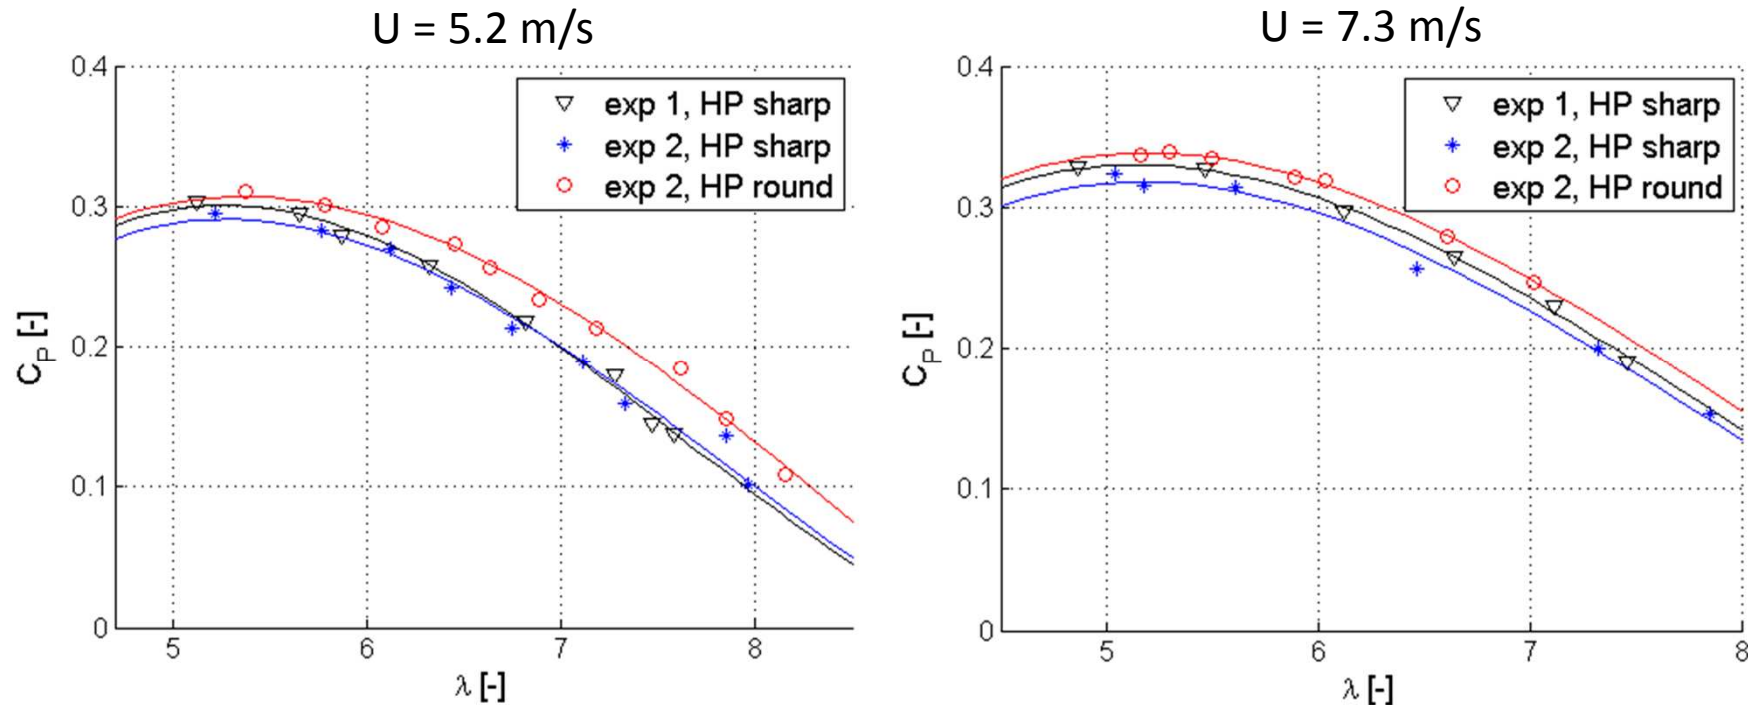 U = 5.2 m/s
0.4
0.3
0.2
0.1
0
5
6
7
8
C_P [-]
λ [-]
exp 1, HP sharp
exp 2, HP sharp
exp 2, HP round
U = 7.3 m/s
0.4
0.3
0.2
0.1
0
5
6
7
8
C_P [-]
λ [-]
exp 1, HP sharp
exp 2, HP sharp
exp 2, HP round